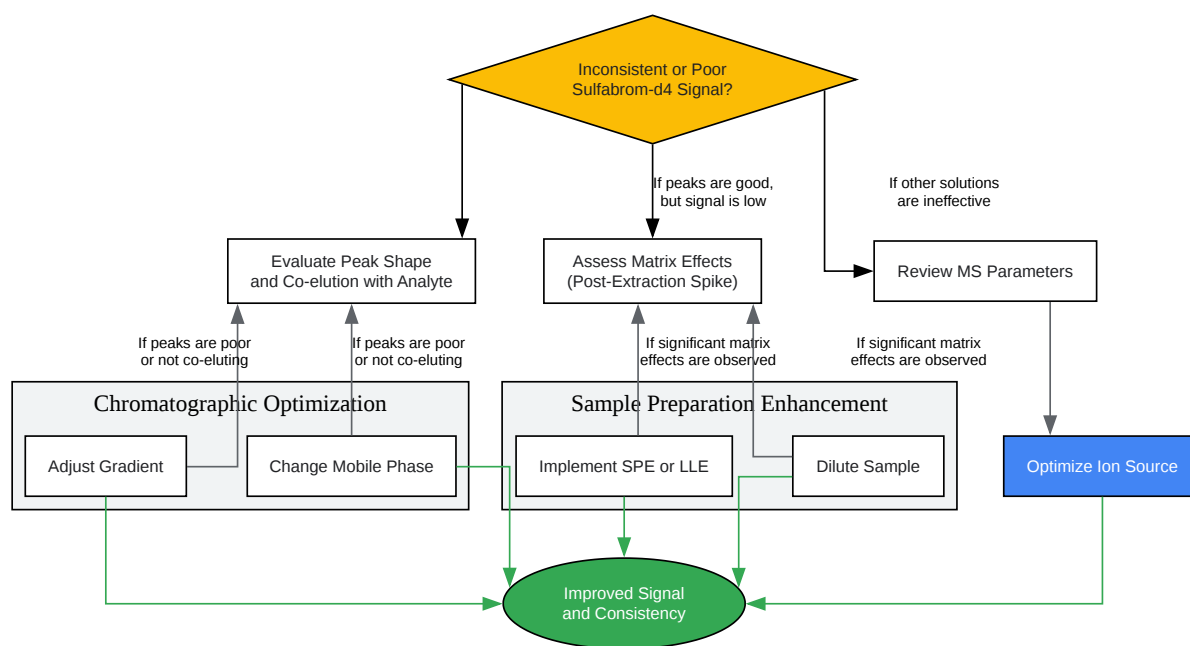 Inconsistent or Poor
Sulfabrom-d4 Signal?
If peaks are good,
but signal is low
If other solutions
are ineffective
Evaluate Peak Shape
and Co-elution with Analyte
Assess Matrix Effects
(Post-Extraction Spike)
Review MS Parameters
If peaks are poor
or not co-eluting
If peaks are poor
or not co-eluting
If significant matrix
effects are observed
If significant matrix
effects are observed
Chromatographic Optimization
Sample Preparation Enhancement
Adjust Gradient
Change Mobile Phase
Implement SPE or LLE
Dilute Sample
Optimize Ion Source
Improved Signal
and Consistency